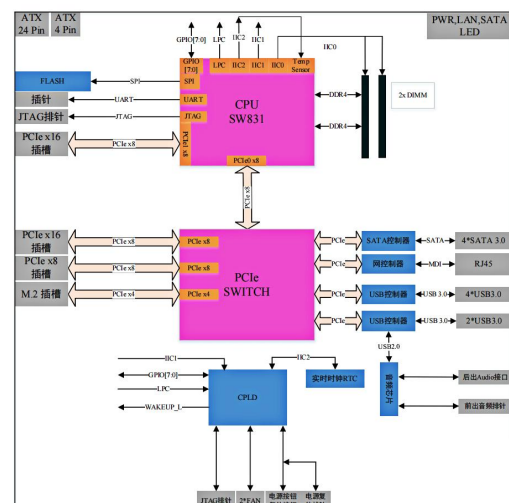 ATX
24 Pin
ATX
4 Pin
PWR,LAN,SATA
LED
GPIO[7:0]
LPC
IIC2
IIC1
IIC2
IIC0
GPIO
[7:0]
LPC
IIC2
IIC1
IIC0
Temp
Sensor
FLASH
SPI
SPI
插针
UART
UART
JTAG排针
JTAG
JTAG
PCIe x16
插槽
PCIe x8
PCIe1 x8
CPU
SW831
DDR4
DDR4
2x DIMM
PCIe0 x8
PCIe x8
PCIe x16
插槽
PCIe x8
PCIe x8
PCIe x8
插槽
PCIe x8
PCIe x8
M.2 插槽
PCIe x4
PCIe x4
PCIe
SWITCH
PCIe
SATA控制器
SATA
4*SATA 3.0
PCIe
网控制器
MDI
RJ45
PCIe
USB控制器
USB3.0
4*USB3.0
PCIe
USB控制器
USB3.0
2*USB3.0
USB2.0
音频芯片
后出Audio接口
前出音频排针
IIC1
GPIO[7:0]
LPC
WAKEUP_L
CPLD
IIC2
实时时钟RTC
JTAG排针
2*FAN
电源按钮
电源复